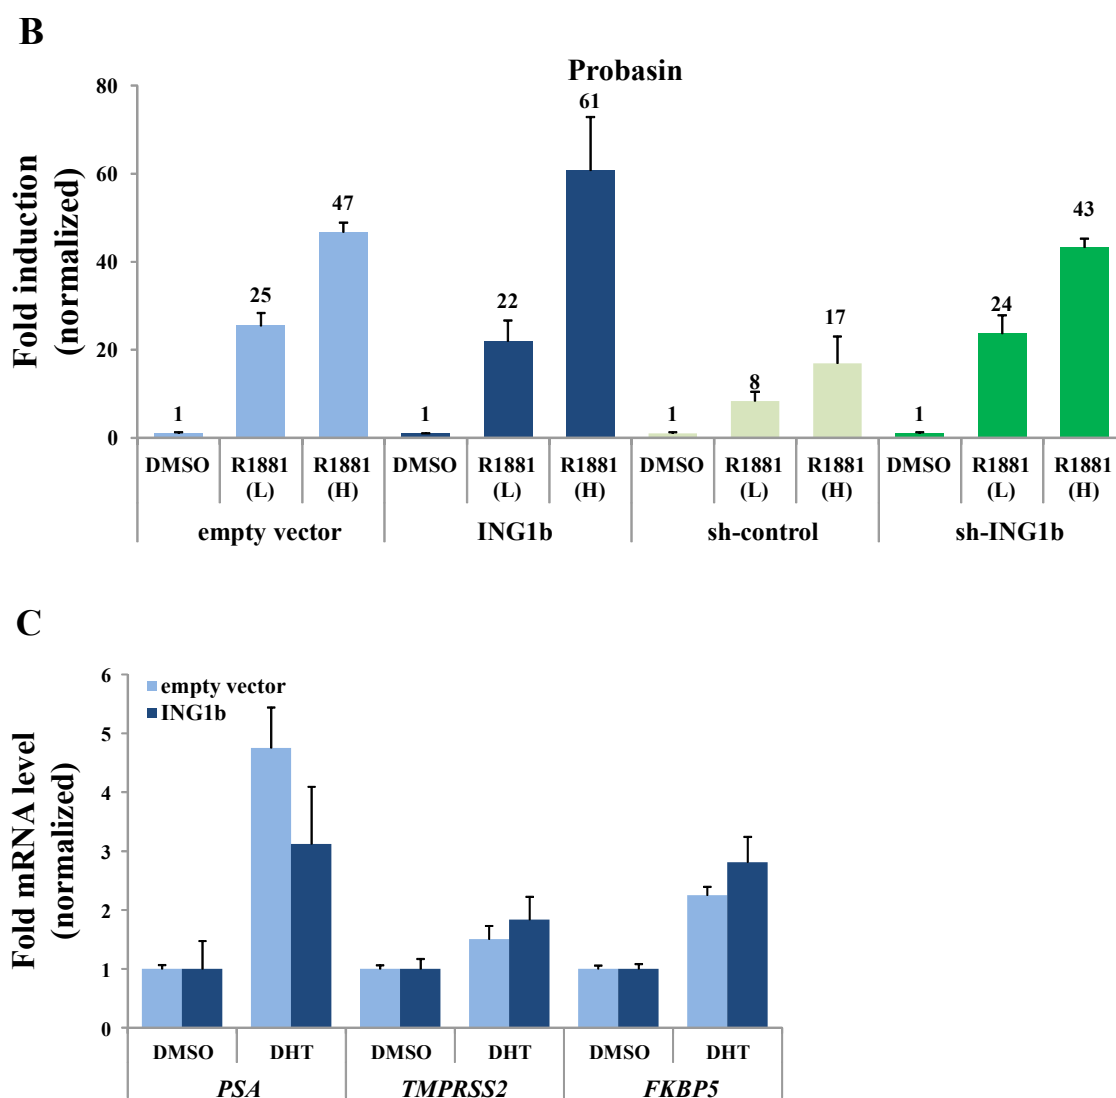 B
Probasin
Fold induction
(normalized)
80
60
40
20
0
1
25
47
1
22
61
1
8
17
1
24
43
DMSO R1881 (L) R1881 (H) DMSO R1881 (L) R1881 (H) DMSO R1881 (L) R1881 (H) DMSO R1881 (L) R1881 (H)
empty vector ING1b sh-control sh-ING1b
C
Fold mRNA level
(normalized)
6
5
4
3
2
1
0
empty vector
ING1b
DMSO DHT DMSO DHT DMSO DHT
PSA TMPRSS2 FKBP5